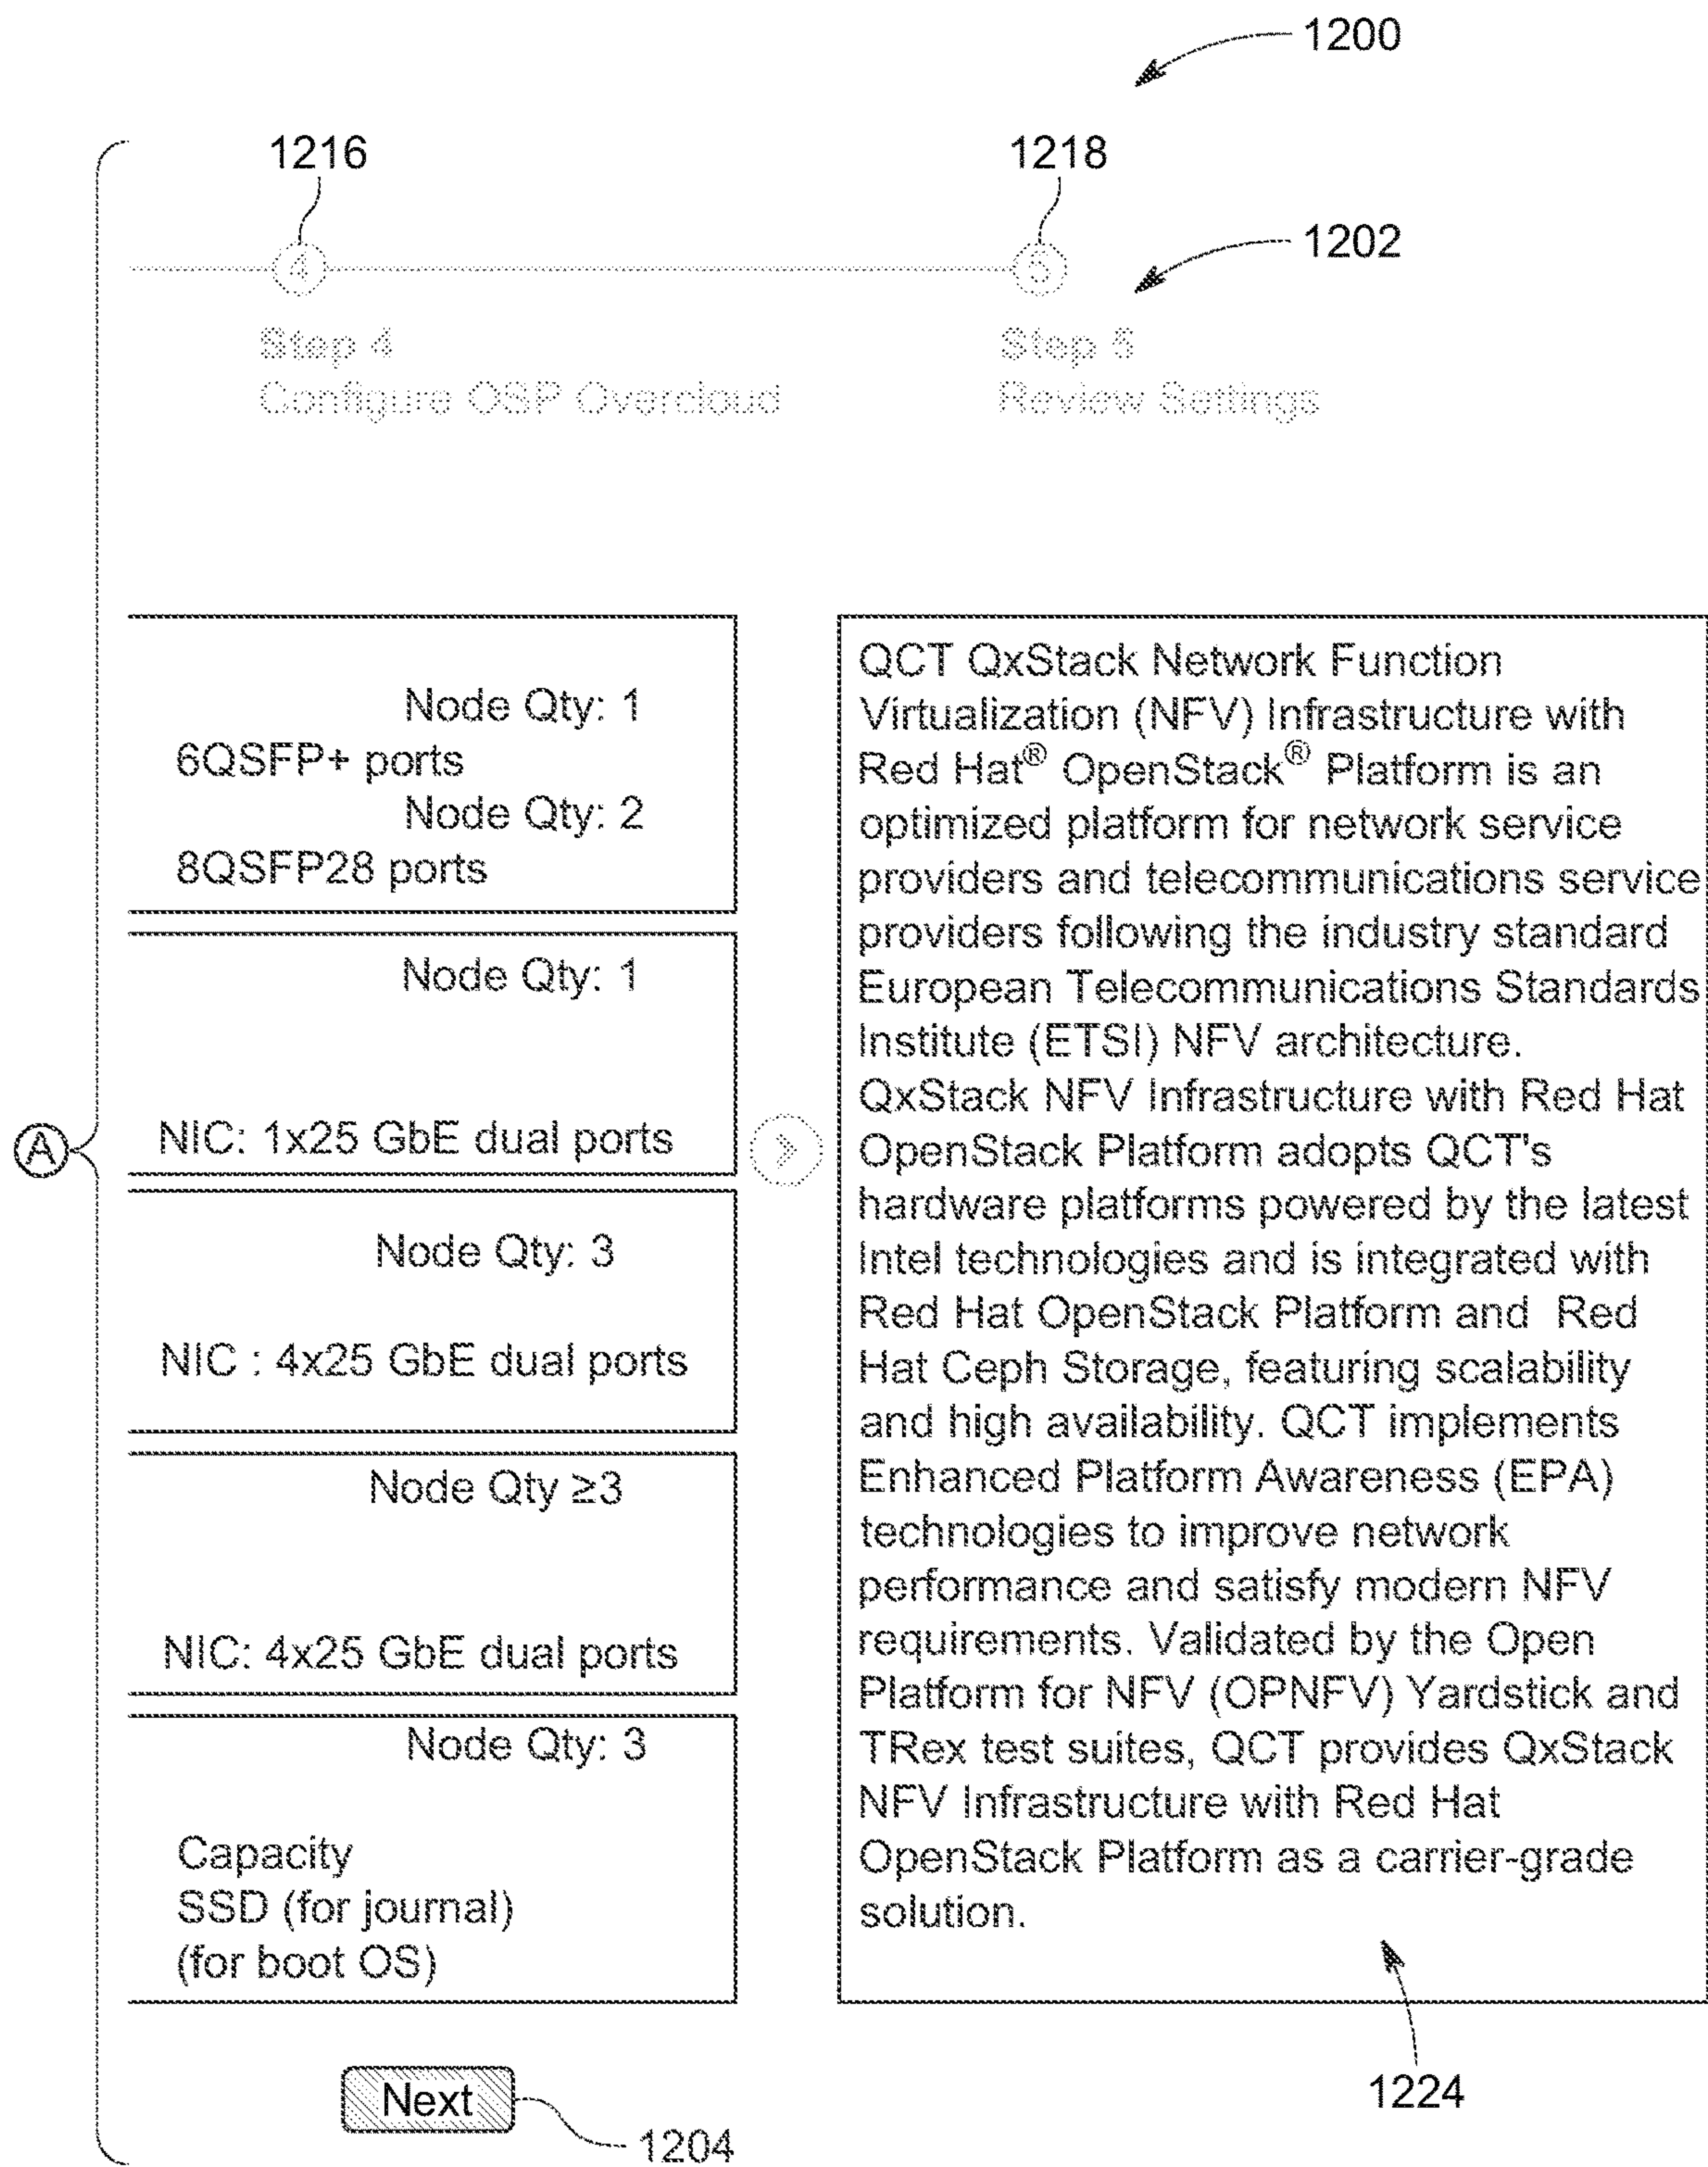 1200
1216
1218
1202
4
5
Step 4
Step 5
Configure OSP Overcloud
Review Settings
Node Qty: 1
6QSFP+ ports
Node Qty: 2
8QSFP28 ports
Node Qty: 1
NIC: 1x25 GbE dual ports
A
Node Qty: 3
NIC : 4x25 GbE dual ports
Node Qty ≥3
NIC: 4x25 GbE dual ports
Node Qty: 3
Capacity
SSD (for journal)
(for boot OS)
QCT QxStack Network Function
Virtualization (NFV) Infrastructure with
Red Hat® OpenStack® Platform is an
optimized platform for network service
providers and telecommunications service
providers following the industry standard
European Telecommunications Standards
Institute (ETSI) NFV architecture.
QxStack NFV Infrastructure with Red Hat
OpenStack Platform adopts QCT's
hardware platforms powered by the latest
Intel technologies and is integrated with
Red Hat OpenStack Platform and Red
Hat Ceph Storage, featuring scalability
and high availability. QCT implements
Enhanced Platform Awareness (EPA)
technologies to improve network
performance and satisfy modern NFV
requirements. Validated by the Open
Platform for NFV (OPNFV) Yardstick and
TRex test suites, QCT provides QxStack
NFV Infrastructure with Red Hat
OpenStack Platform as a carrier-grade
solution.
1224
Next
1204